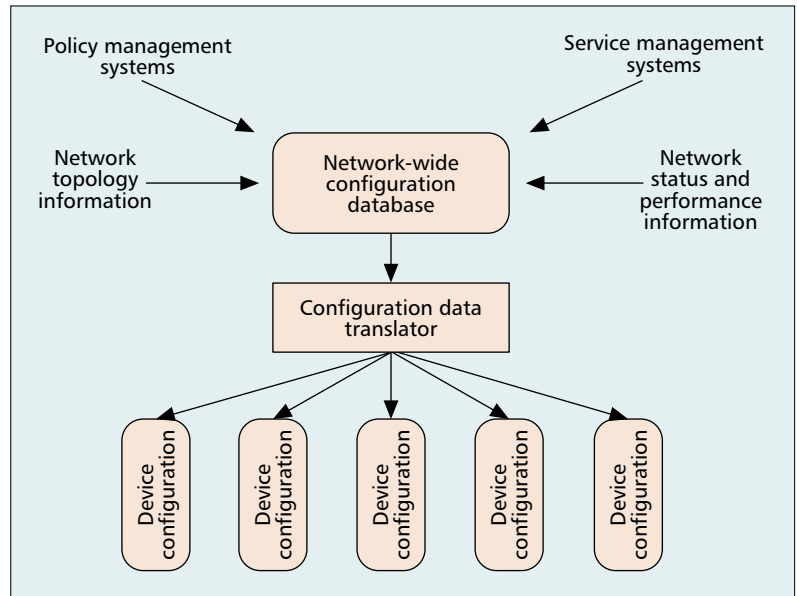 Policy management
systems
Service management
systems
Network
topology
information
Network-wide
configuration
database
Network
status and
performance
information
Configuration data
translator
Device
configuration
Device
configuration
Device
configuration
Device
configuration
Device
configuration